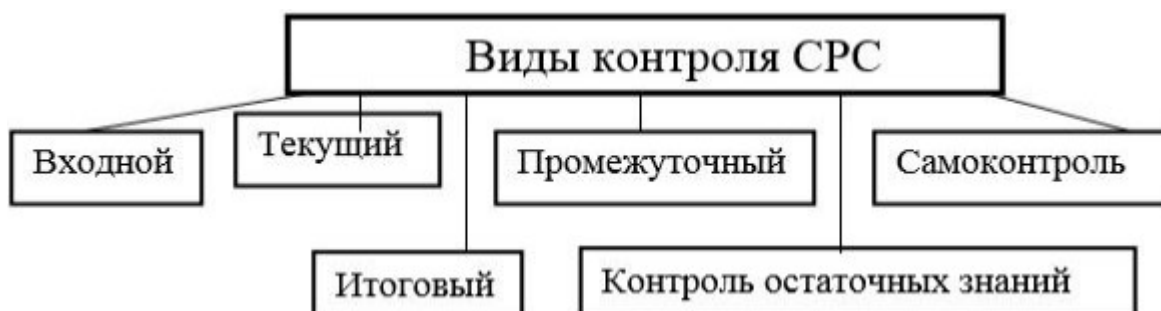 Виды контроля СРС
Входной
Текущий
Промежуточный
Самоконтроль
Итоговый
Контроль остаточных знаний